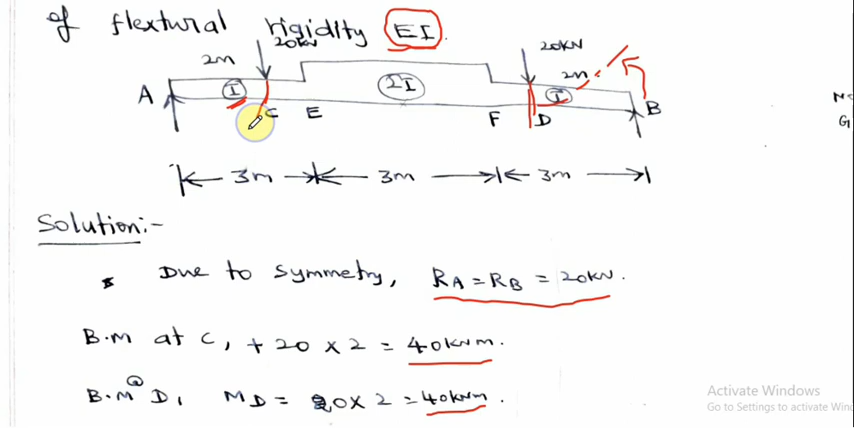 of flextural rigidity EI.
20kN 20kN
2m 2m
A I 2I I B
C E F D
3m 3m 3m
Solution:-
Due to symmetry, RA = RB = 20kN.
B.M at C, + 20 × 2 = 40kNm.
B.M @ D, MD = 20 × 2 = 40kNm.
Activate Windows
Go to Settings to activate Win